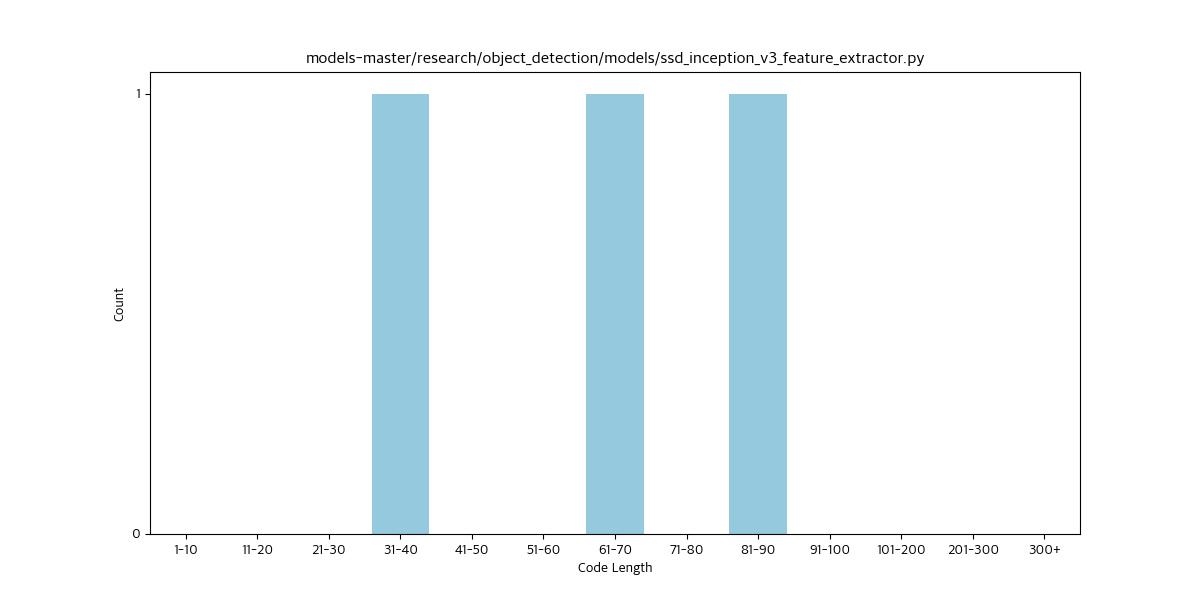 models-master/research/object_detection/models/ssd_inception_v3_feature_extractor.py
1
Count
0
1-10 11-20 21-30 31-40 41-50 51-60 61-70 71-80 81-90 91-100 101-200 201-300 300+
Code Length